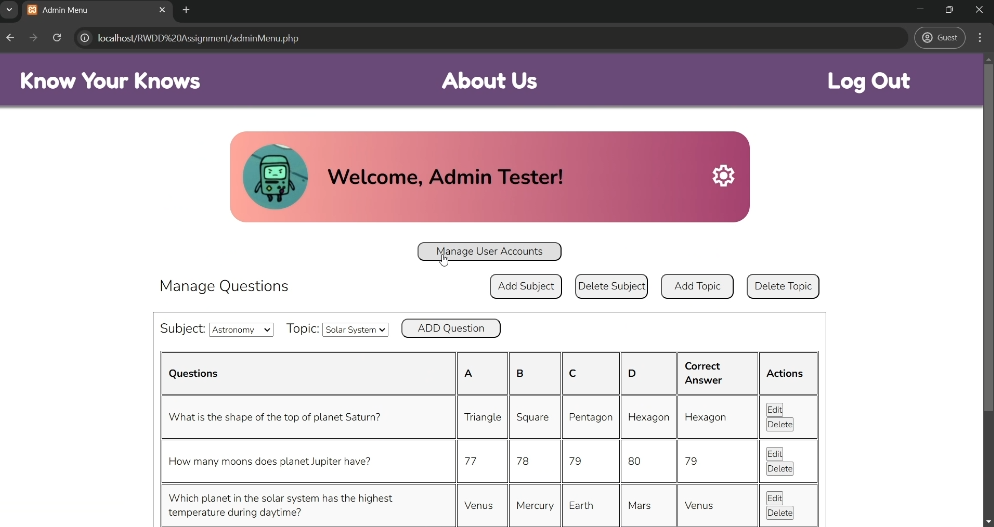 Admin Menu
localhost/RWDD%20Assignment/adminMenu.php
Guest
Know Your Knows
About Us
Log Out
Welcome, Admin Tester!
Manage User Accounts
Manage Questions
Add Subject
Delete Subject
Add Topic
Delete Topic
Subject: Astronomy Topic: Solar System ADD Question
Questions A B C D Correct Answer Actions
What is the shape of the top of planet Saturn? Triangle Square Pentagon Hexagon Hexagon Edit
Delete
How many moons does planet Jupiter have? 77 78 79 80 79 Edit
Delete
Which planet in the solar system has the highest
temperature during daytime? Venus Mercury Earth Mars Venus Edit
Delete